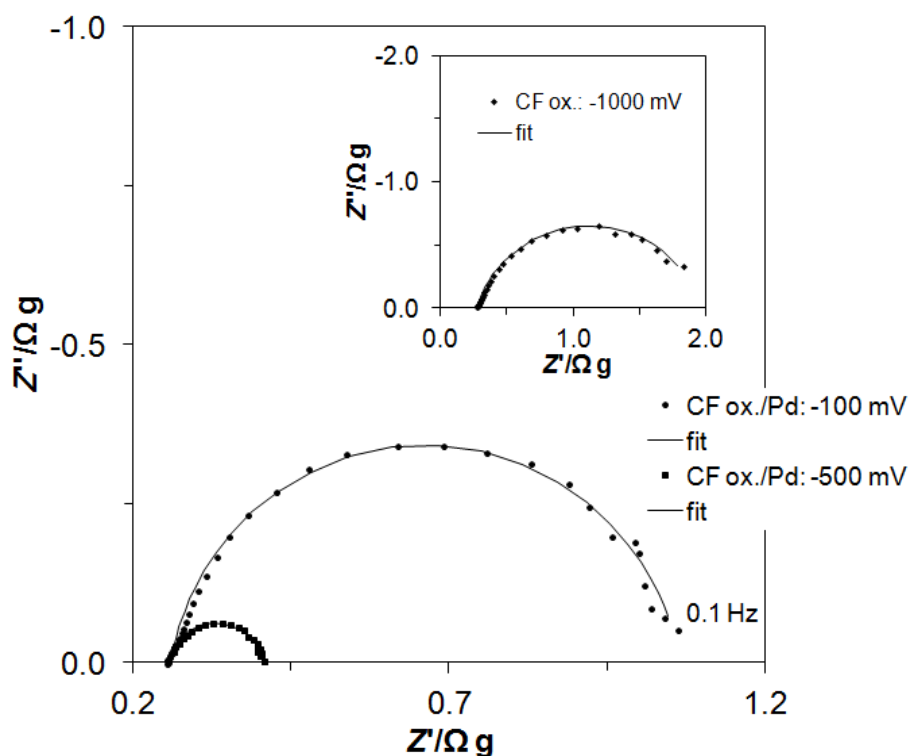 -1.0
-0.5
0.0
Z''/Ω g
0.2
0.7
1.2
Z'/Ω g
-2.0
-1.0
0.0
Z''/Ω g
CF ox.: -1000 mV
fit
0.0
1.0
2.0
Z'/Ω g
CF ox./Pd: -100 mV
fit
CF ox./Pd: -500 mV
fit
0.1 Hz